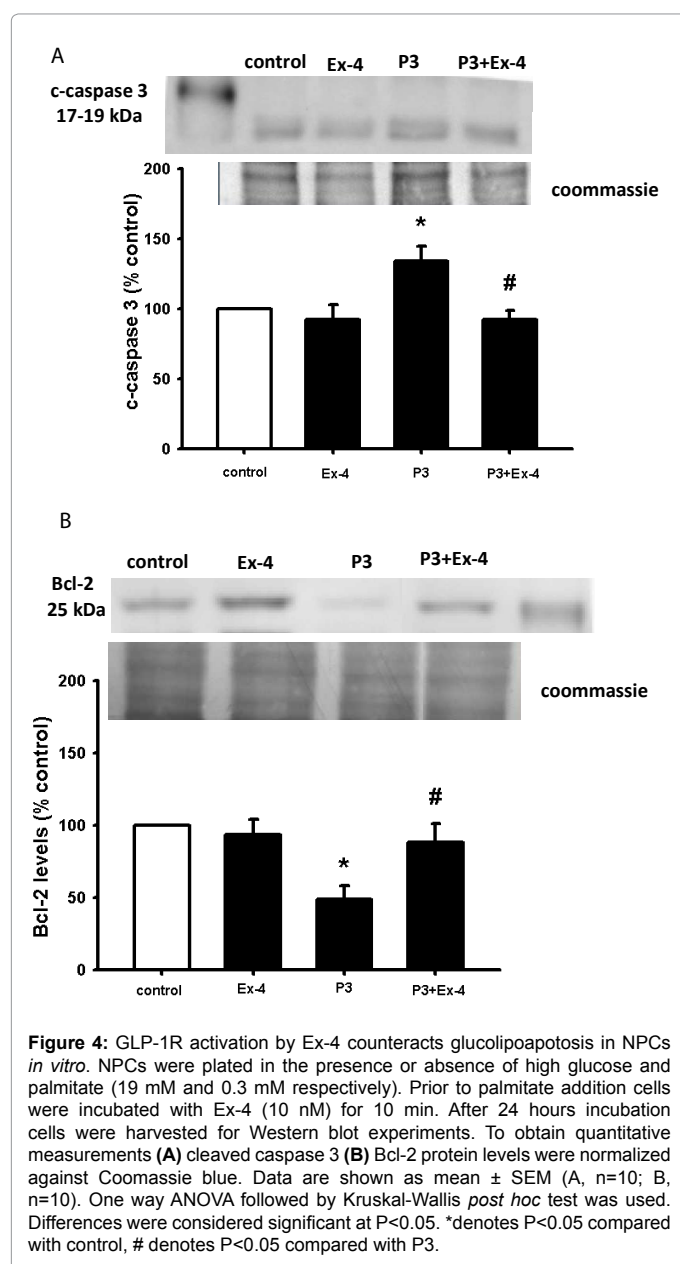 A
control Ex-4 P3 P3+Ex-4
c-caspase 3
17-19 kDa
coommassie
200
150
100
50
0
c-caspase 3 (% control)
*
#
control Ex-4 P3 P3+Ex-4
B
control Ex-4 P3 P3+Ex-4
Bcl-2
25 kDa
coommassie
200
150
100
50
0
Bcl-2 levels (% control)
*
#
control Ex-4 P3 P3+Ex-4
Figure 4: GLP-1R activation by Ex-4 counteracts glucolipoapotosis in NPCs
in vitro. NPCs were plated in the presence or absence of high glucose and
palmitate (19 mM and 0.3 mM respectively). Prior to palmitate addition cells
were incubated with Ex-4 (10 nM) for 10 min. After 24 hours incubation
cells were harvested for Western blot experiments. To obtain quantitative
measurements (A) cleaved caspase 3 (B) Bcl-2 protein levels were normalized
against Coomassie blue. Data are shown as mean ± SEM (A, n=10; B,
n=10). One way ANOVA followed by Kruskal-Wallis post hoc test was used.
Differences were considered significant at P<0.05. *denotes P<0.05 compared
with control, # denotes P<0.05 compared with P3.